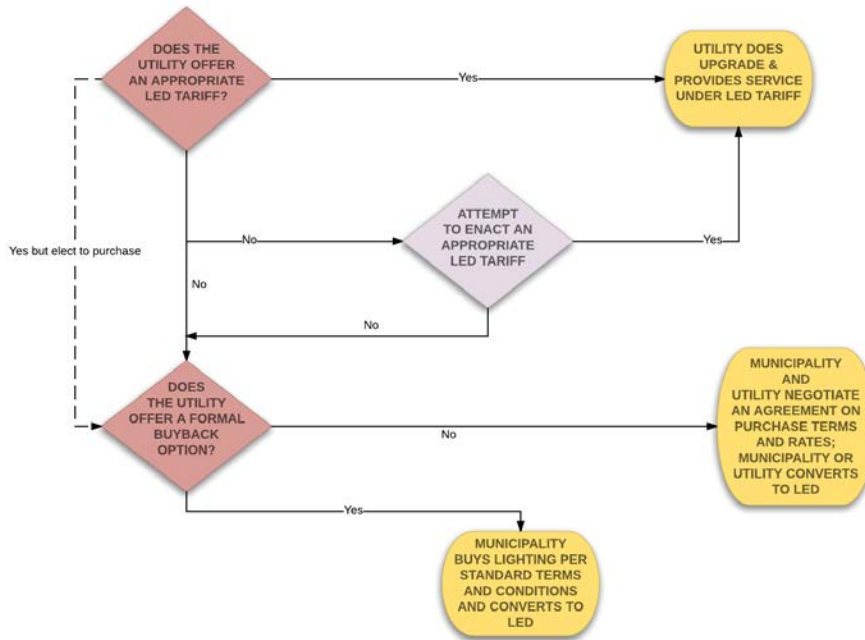 DOES THE
UTILITY OFFER
AN APPROPRIATE
LED TARIFF?
Yes
UTILITY DOES
UPGRADE &
PROVIDES SERVICE
UNDER LED TARIFF
Yes but elect to purchase
No
ATTEMPT
TO ENACT AN
APPROPRIATE
LED TARIFF
Yes
No
No
DOES
THE UTILITY
OFFER A FORMAL
BUYBACK
OPTION?
No
MUNICIPALITY
AND
UTILITY NEGOTIATE
AN AGREEMENT ON
PURCHASE TERMS
AND RATES;
MUNICIPALITY OR
UTILITY CONVERTS
TO LED
Yes
MUNICIPALITY
BUYS LIGHTING PER
STANDARD TERMS
AND CONDITIONS
AND CONVERTS TO
LED